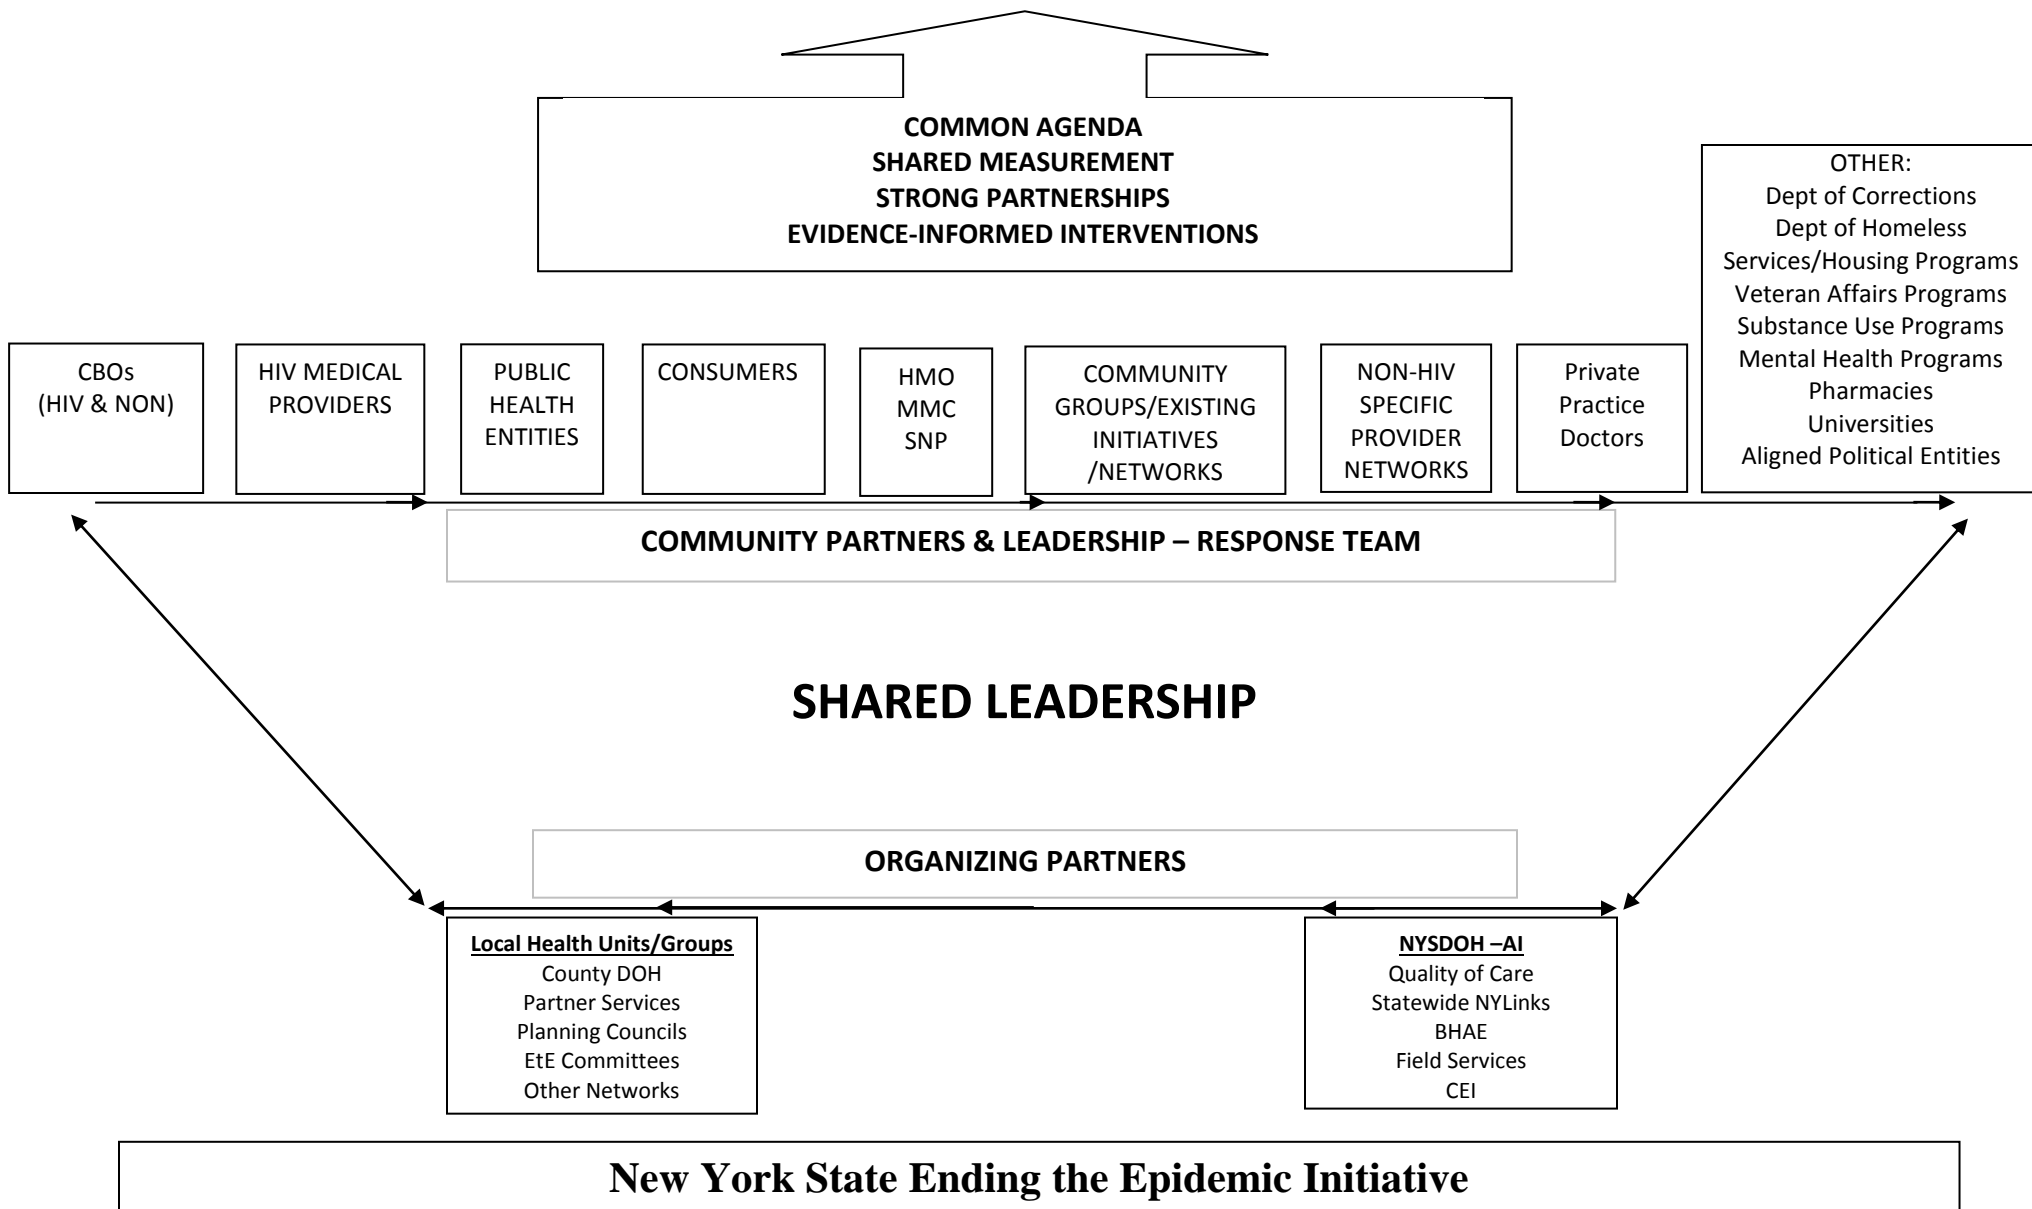 COMMON AGENDA
SHARED MEASUREMENT
STRONG PARTNERSHIPS
EVIDENCE-INFORMED INTERVENTIONS
CBOs
(HIV & NON)
HIV MEDICAL
PROVIDERS
PUBLIC
HEALTH
ENTITIES
CONSUMERS
HMO
MMC
SNP
COMMUNITY
GROUPS/EXISTING
INITIATIVES
/NETWORKS
NON-HIV
SPECIFIC
PROVIDER
NETWORKS
Private
Practice
Doctors
OTHER:
Dept of Corrections
Dept of Homeless
Services/Housing Programs
Veteran Affairs Programs
Substance Use Programs
Mental Health Programs
Pharmacies
Universities
Aligned Political Entities
COMMUNITY PARTNERS & LEADERSHIP – RESPONSE TEAM
SHARED LEADERSHIP
ORGANIZING PARTNERS
Local Health Units/Groups
County DOH
Partner Services
Planning Councils
EtE Committees
Other Networks
NYSDOH –AI
Quality of Care
Statewide NYLinks
BHAE
Field Services
CEI
New York State Ending the Epidemic Initiative